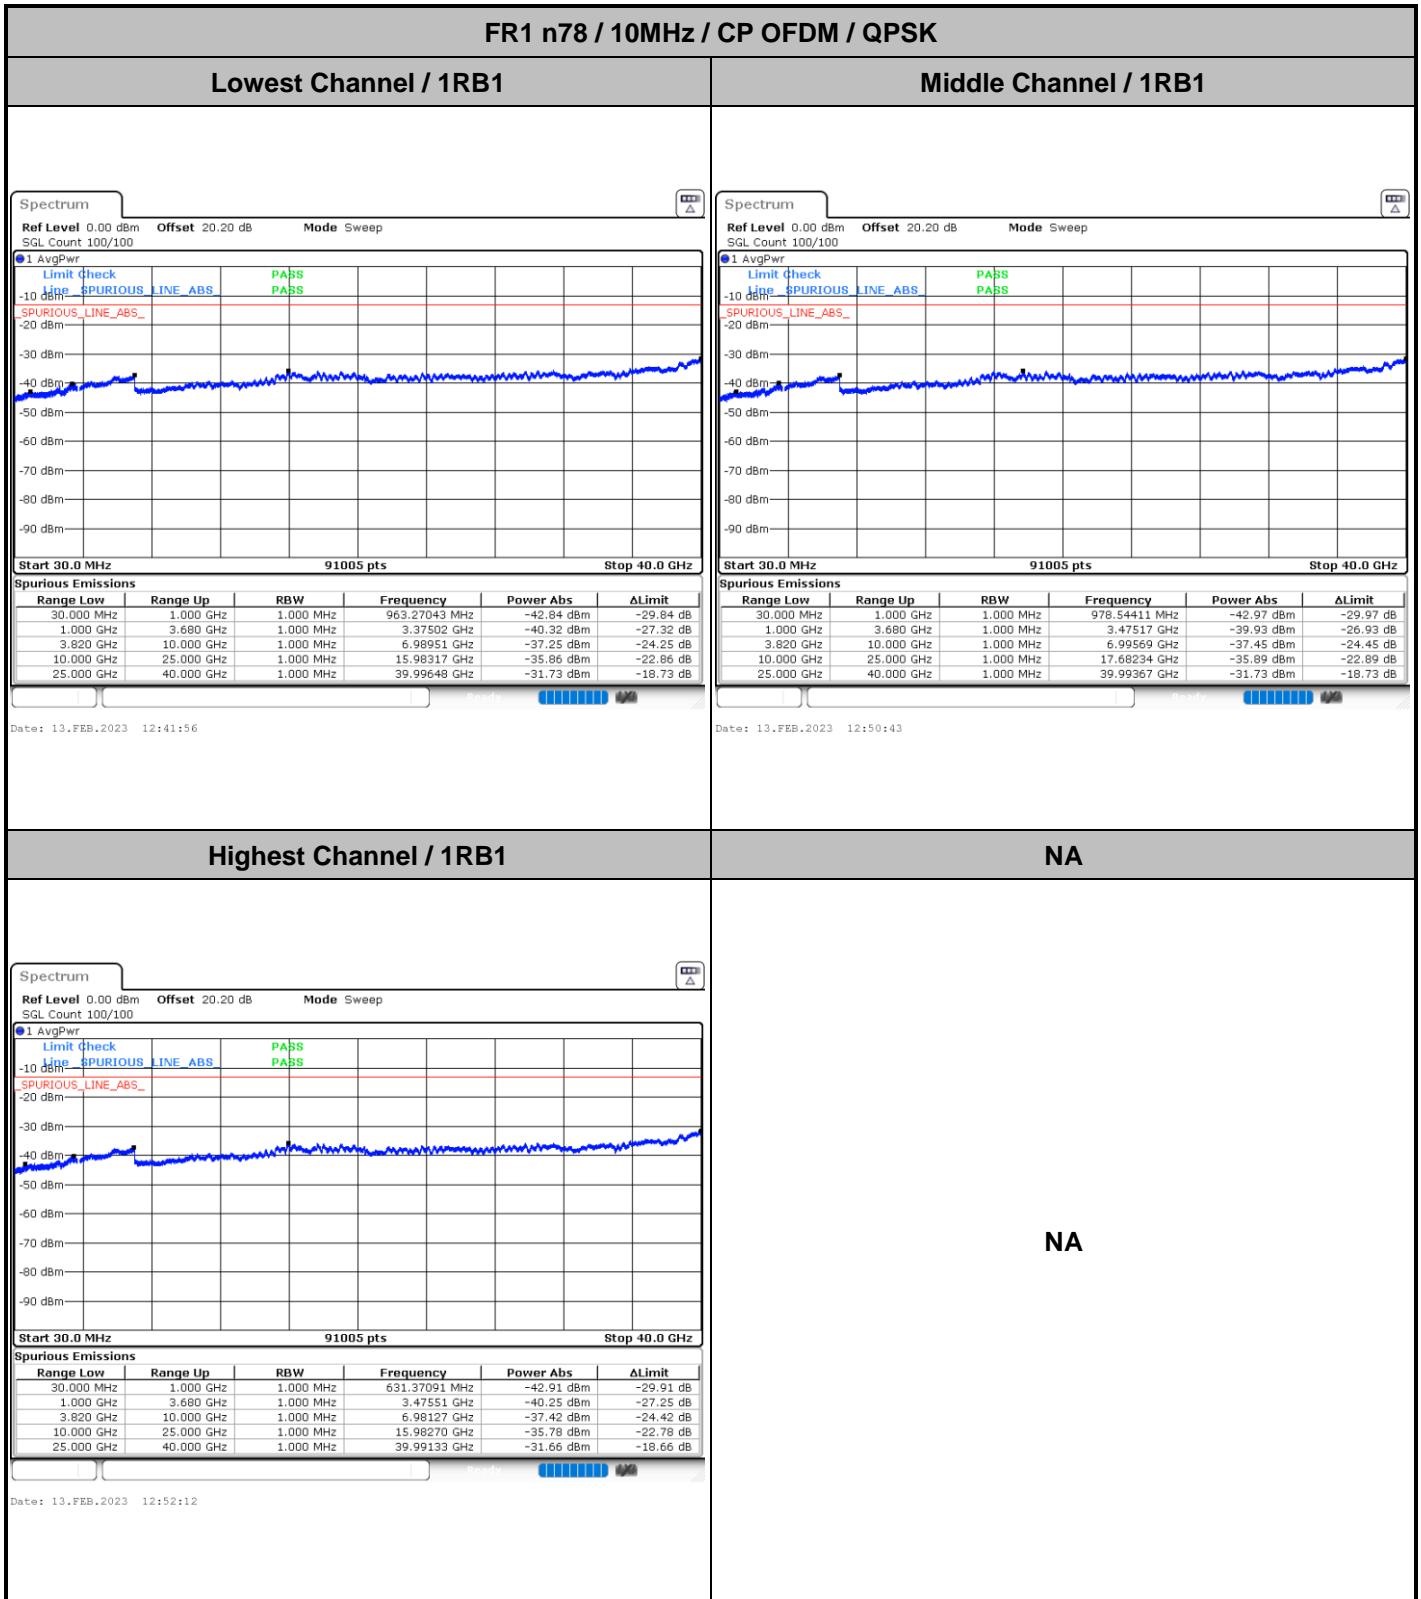 FR1 n78 / 10MHz / CP OFDM / QPSK
Lowest Channel / 1RB1
Middle Channel / 1RB1
Spectrum
Ref Level 0.00 dBm Offset 20.20 dB Mode Sweep
SGL Count 100/100
1 AvgPwr
Limit Check PASS
Line _SPURIOUS_LINE_ABS_ PASS
-10 dBm
_SPURIOUS_LINE_ABS_
-20 dBm
-30 dBm
-40 dBm
-50 dBm
-60 dBm
-70 dBm
-80 dBm
-90 dBm
Start 30.0 MHz 91005 pts Stop 40.0 GHz
Spurious Emissions
Range Low Range Up RBW Frequency Power Abs ΔLimit
30.000 MHz 1.000 GHz 1.000 MHz 963.27043 MHz -42.84 dBm -29.84 dB
1.000 GHz 3.680 GHz 1.000 MHz 3.37502 GHz -40.32 dBm -27.32 dB
3.820 GHz 10.000 GHz 1.000 MHz 6.98951 GHz -37.25 dBm -24.25 dB
10.000 GHz 25.000 GHz 1.000 MHz 15.98317 GHz -35.86 dBm -22.86 dB
25.000 GHz 40.000 GHz 1.000 MHz 39.99648 GHz -31.73 dBm -18.73 dB
Ready
Date: 13.FEB.2023 12:41:56
Spectrum
Ref Level 0.00 dBm Offset 20.20 dB Mode Sweep
SGL Count 100/100
1 AvgPwr
Limit Check PASS
Line _SPURIOUS_LINE_ABS_ PASS
-10 dBm
_SPURIOUS_LINE_ABS_
-20 dBm
-30 dBm
-40 dBm
-50 dBm
-60 dBm
-70 dBm
-80 dBm
-90 dBm
Start 30.0 MHz 91005 pts Stop 40.0 GHz
Spurious Emissions
Range Low Range Up RBW Frequency Power Abs ΔLimit
30.000 MHz 1.000 GHz 1.000 MHz 978.54411 MHz -42.97 dBm -29.97 dB
1.000 GHz 3.680 GHz 1.000 MHz 3.47517 GHz -39.93 dBm -26.93 dB
3.820 GHz 10.000 GHz 1.000 MHz 6.99569 GHz -37.45 dBm -24.45 dB
10.000 GHz 25.000 GHz 1.000 MHz 17.68234 GHz -35.89 dBm -22.89 dB
25.000 GHz 40.000 GHz 1.000 MHz 39.99367 GHz -31.73 dBm -18.73 dB
Ready
Date: 13.FEB.2023 12:50:43
Highest Channel / 1RB1
NA
Spectrum
Ref Level 0.00 dBm Offset 20.20 dB Mode Sweep
SGL Count 100/100
1 AvgPwr
Limit Check PASS
Line _SPURIOUS_LINE_ABS_ PASS
-10 dBm
_SPURIOUS_LINE_ABS_
-20 dBm
-30 dBm
-40 dBm
-50 dBm
-60 dBm
-70 dBm
-80 dBm
-90 dBm
Start 30.0 MHz 91005 pts Stop 40.0 GHz
Spurious Emissions
Range Low Range Up RBW Frequency Power Abs ΔLimit
30.000 MHz 1.000 GHz 1.000 MHz 631.37091 MHz -42.91 dBm -29.91 dB
1.000 GHz 3.680 GHz 1.000 MHz 3.47551 GHz -40.25 dBm -27.25 dB
3.820 GHz 10.000 GHz 1.000 MHz 6.98127 GHz -37.42 dBm -24.42 dB
10.000 GHz 25.000 GHz 1.000 MHz 15.98270 GHz -35.78 dBm -22.78 dB
25.000 GHz 40.000 GHz 1.000 MHz 39.99133 GHz -31.66 dBm -18.66 dB
Ready
Date: 13.FEB.2023 12:52:12
NA